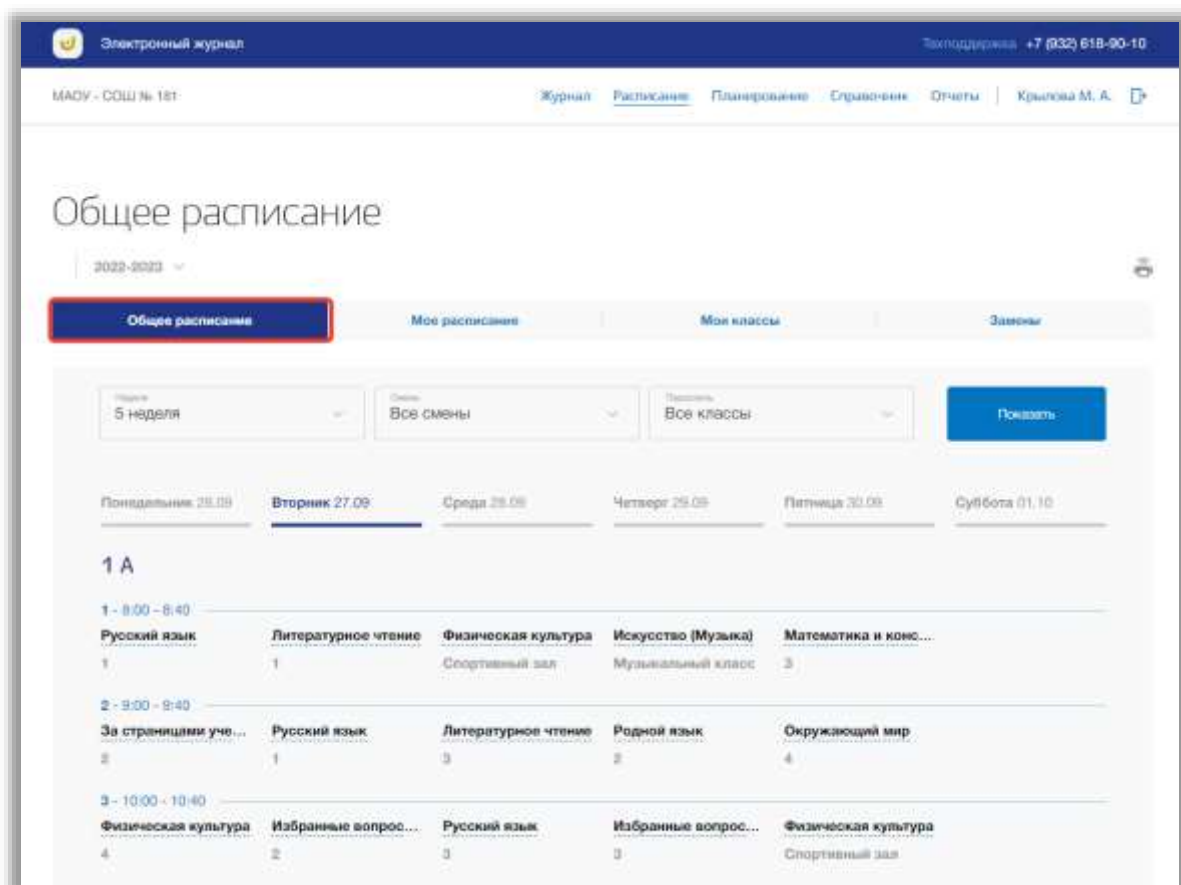 Электронный журнал
Техподдержка +7 (932) 618-90-10
МАОУ - СОШ № 181
Журнал Расписание Планирование Справочник Отчеты Крылова М. А.
Общее расписание
2022-2023
Общее расписание Мое расписание Мои классы Замены
Неделя Смены Параллель
5 неделя Все смены Все классы Показать
Понедельник 26.09 Вторник 27.09 Среда 28.09 Четверг 29.09 Пятница 30.09 Суббота 01.10
1 А
1 - 8:00 - 8:40
Русский язык Литературное чтение Физическая культура Искусство (Музыка) Математика и конс...
1 1 Спортивный зал Музыкальный класс 3
2 - 9:00 - 9:40
За страницами уче... Русский язык Литературное чтение Родной язык Окружающий мир
2 1 3 2 4
3 - 10:00 - 10:40
Физическая культура Избранные вопрос... Русский язык Избранные вопрос... Физическая культура
4 2 3 3 Спортивный зал